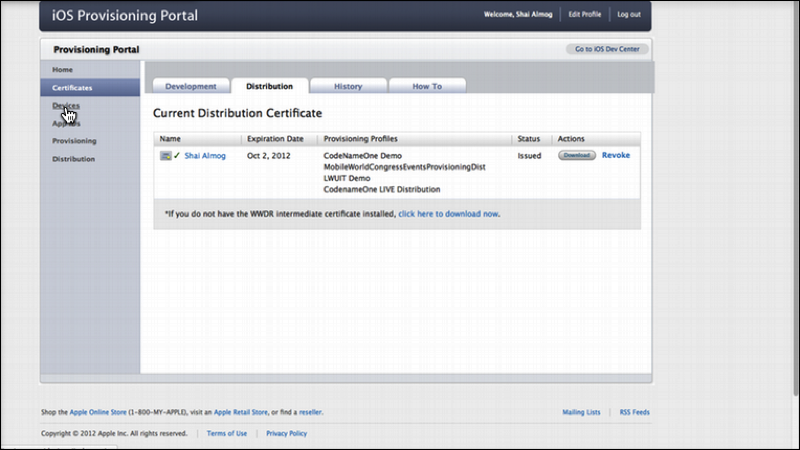 iOS Provisioning Portal
Welcome, Shai Almog
Edit Profile
Log out
Provisioning Portal
Go to iOS Dev Center
Home
Certificates
Devices
Provisioning
Distribution
Development
Distribution
History
How To
Current Distribution Certificate
Name
Expiration Date
Provisioning Profiles
Status
Actions
Shai Almog
Oct 2, 2012
CodeNameOne Demo
MobileWorldCongressEventsProvisioningDist
LWUIT Demo
CodenameOne LIVE Distribution
Issued
Download
Revoke
*If you do not have the WWDR intermediate certificate installed, click here to download now.
Shop the Apple Online Store (1-800-MY-APPLE), visit an Apple Retail Store, or find a reseller.
Mailing Lists
RSS Feeds
Copyright © 2012 Apple Inc. All rights reserved.
Terms of Use
Privacy Policy